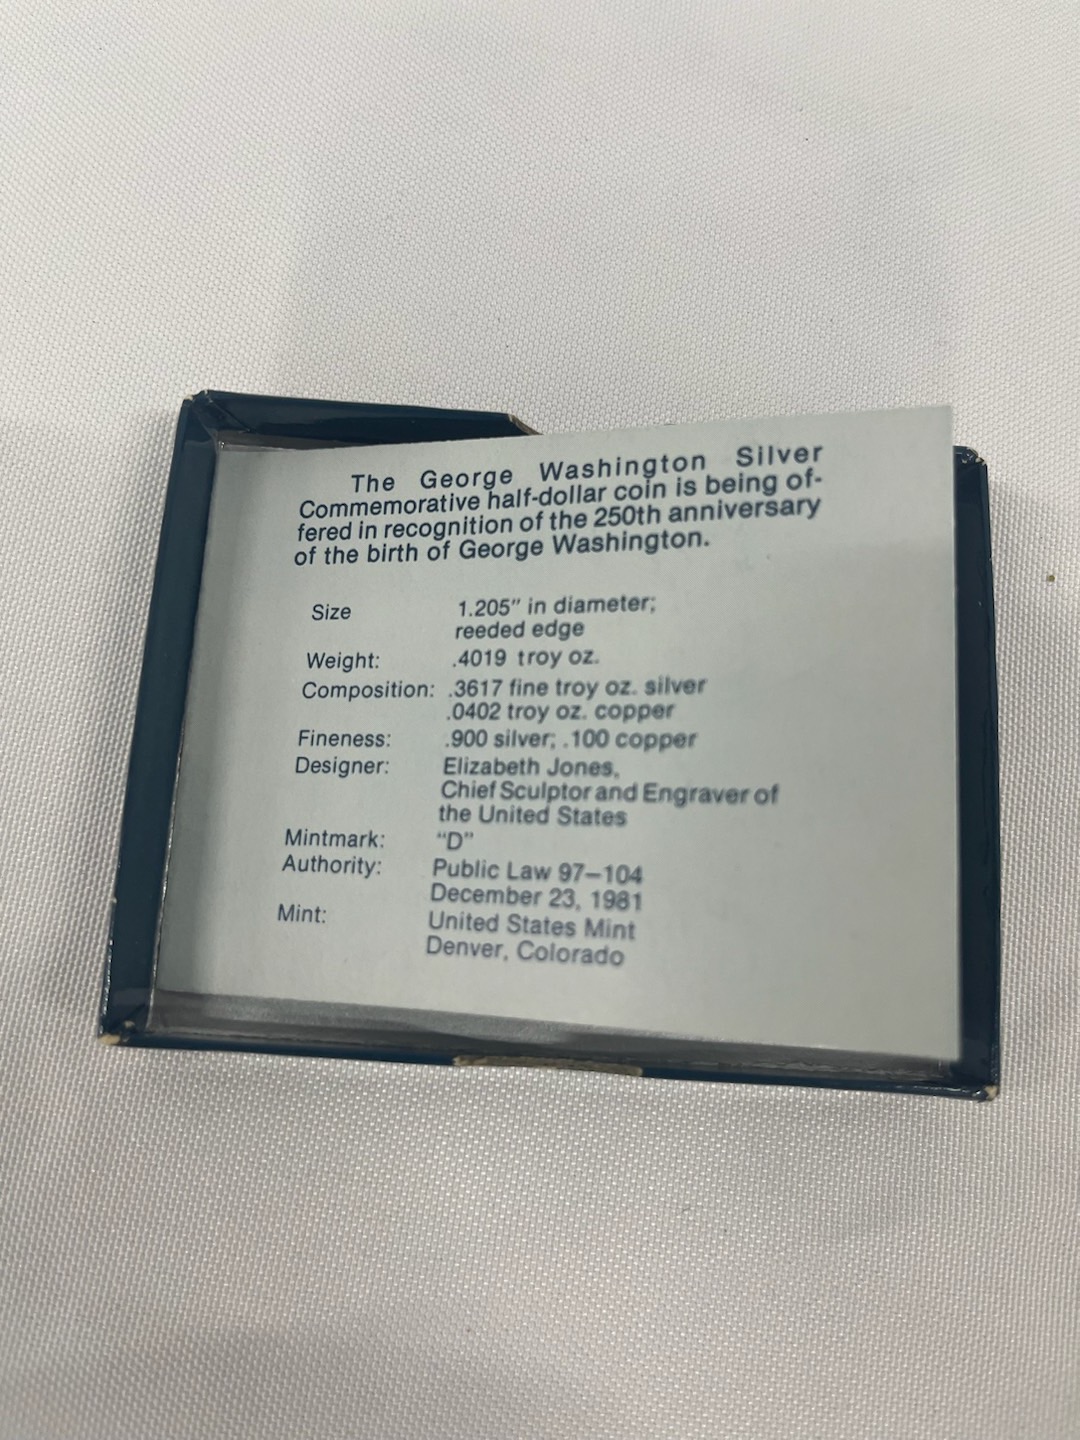 The George Washington Silver
Commemorative half-dollar coin is being of-
fered in recognition of the 250th anniversary
of the birth of George Washington.
Size 1.205" in diameter;
reeded edge
Weight: .4019 troy oz.
Composition: .3617 fine troy oz. silver
.0402 troy oz. copper
Fineness: .900 silver; .100 copper
Designer: Elizabeth Jones,
Chief Sculptor and Engraver of
the United States
Mintmark: "D"
Authority: Public Law 97–104
December 23, 1981
Mint: United States Mint
Denver, Colorado